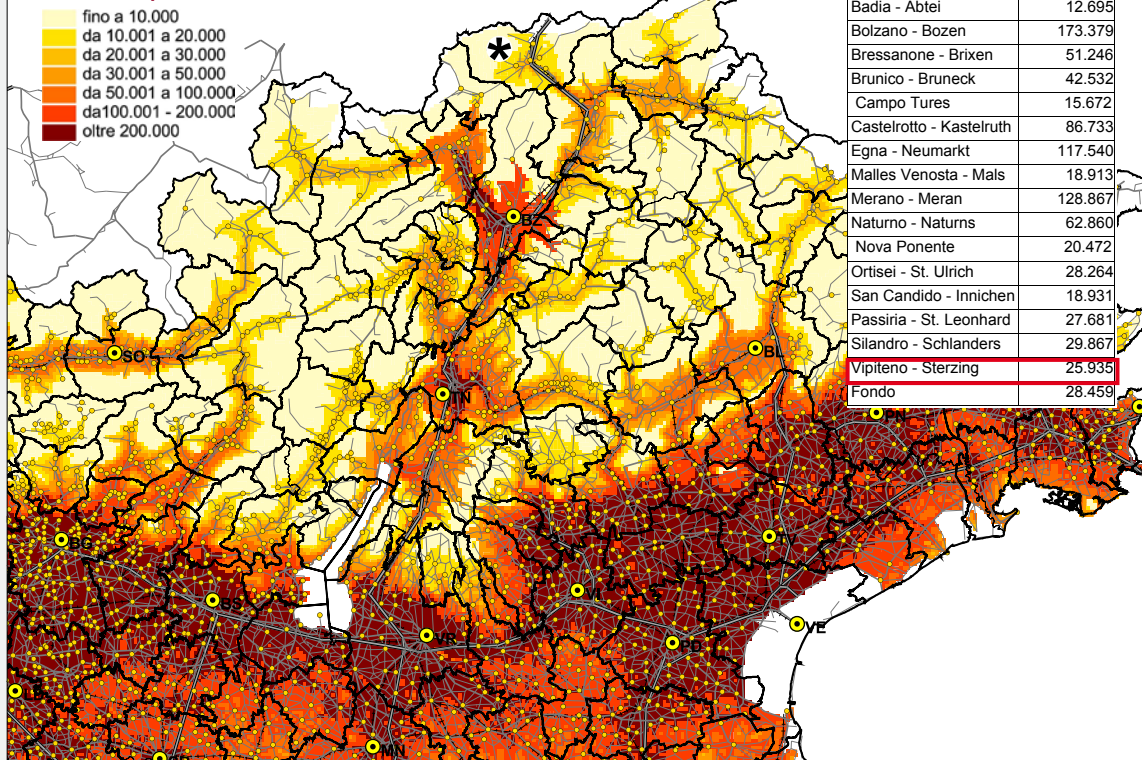 fino a 10.000
da 10.001 a 20.000
da 20.001 a 30.000
da 30.001 a 50.000
da 50.001 a 100.000
da100.001 - 200.000
oltre 200.000
*
Badia - Abtei 12.695
Bolzano - Bozen 173.379
Bressanone - Brixen 51.246
Brunico - Bruneck 42.532
Campo Tures 15.672
Castelrotto - Kastelruth 86.733
Egna - Neumarkt 117.540
Malles Venosta - Mals 18.913
Merano - Meran 128.867
Naturno - Naturns 62.860
Nova Ponente 20.472
Ortisei - St. Ulrich 28.264
San Candido - Innichen 18.931
Passiria - St. Leonhard 27.681
Silandro - Schlanders 29.867
Vipiteno - Sterzing 25.935
Fondo 28.459
BZ
SO
BL
TN
PN
BG
TV
BS
VI
VE
VR
PD
MN